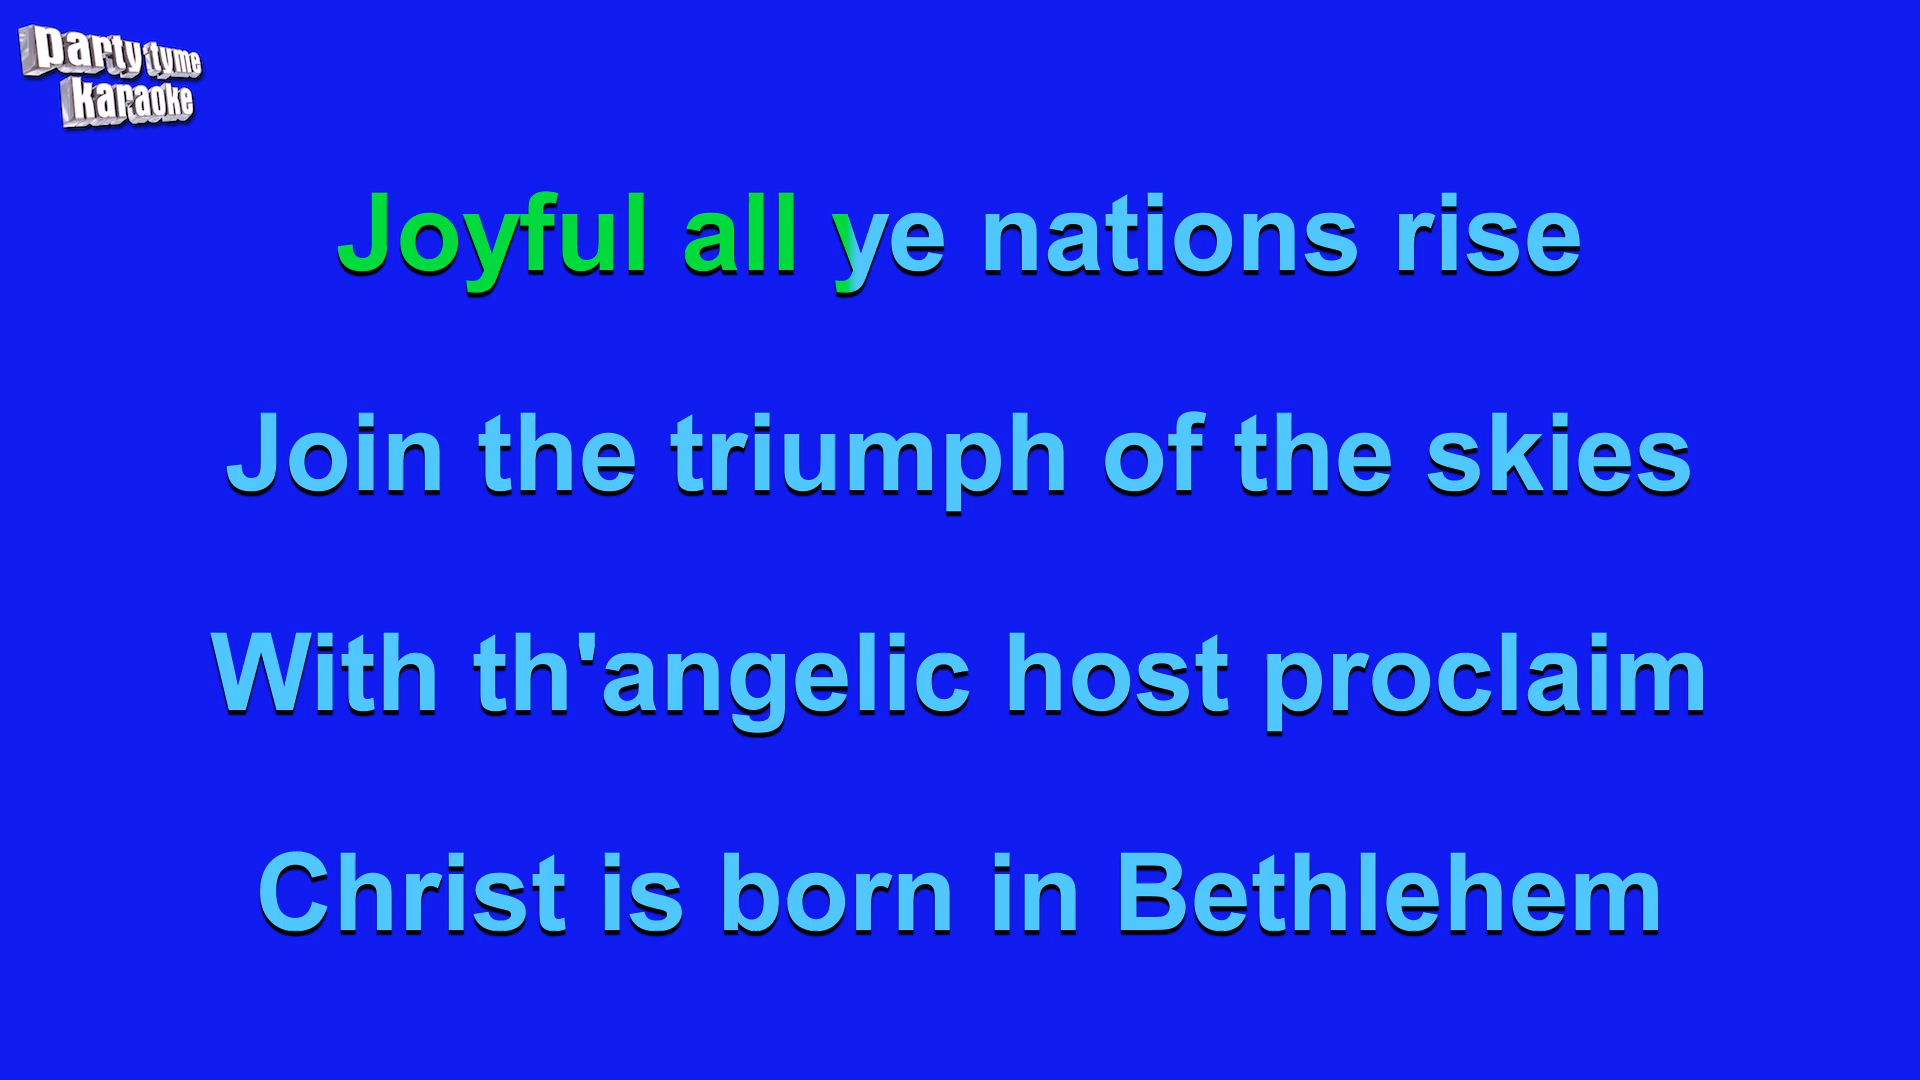 party tyme
karaoke
Joyful all ye nations rise
Join the triumph of the skies
With th'angelic host proclaim
Christ is born in Bethlehem